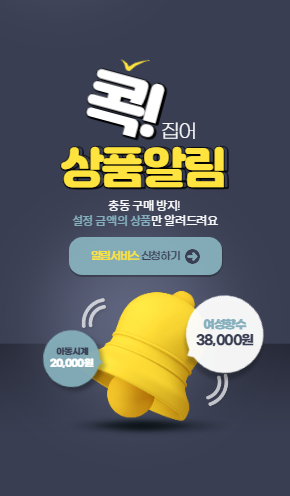 콕!
집어
상품알림
충동 구매 방지!
설정 금액의 상품만 알려드려요
알림서비스 신청하기
여성향수
38,000원
아동시계
20,000원